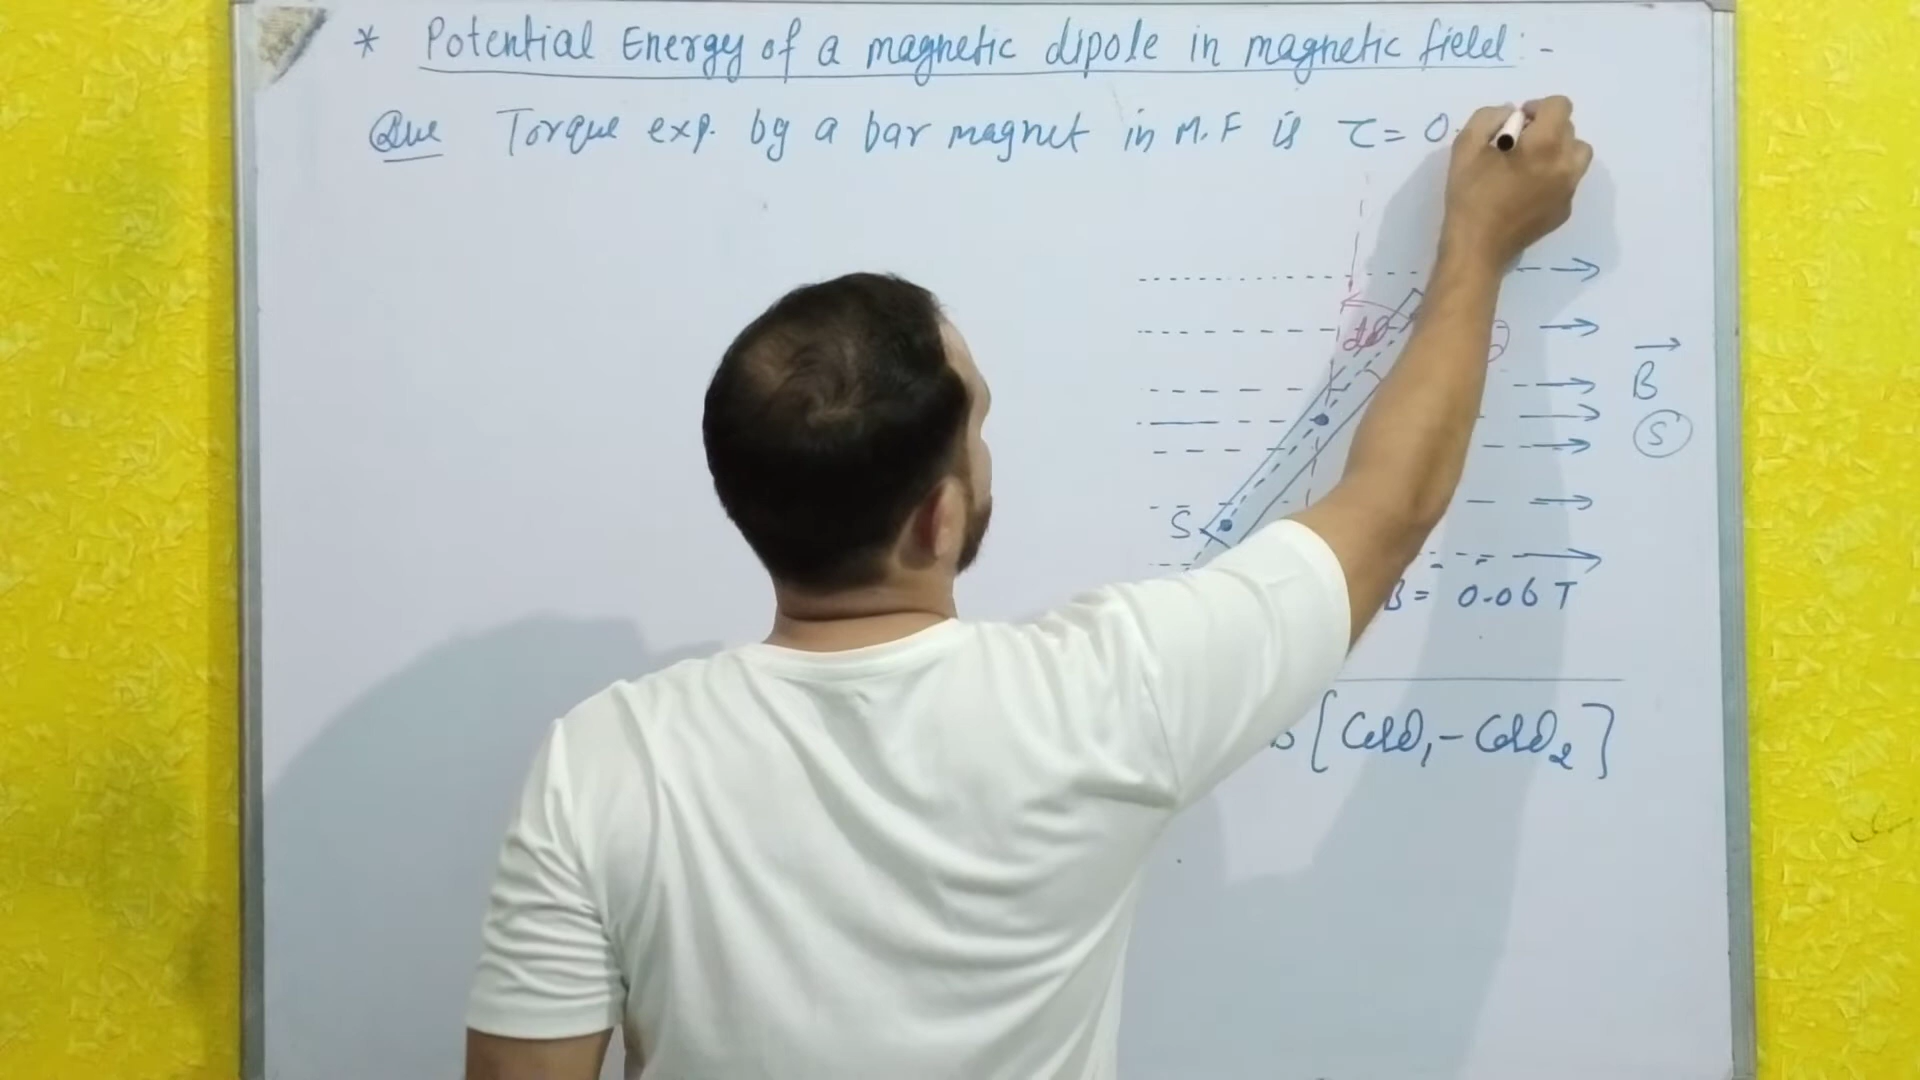 * Potential Energy of a magnetic dipole in magnetic field :-
Que Torque exp. by a bar magnet in M.F is τ = 0.
dθ
B
S
S
B = 0.06 T
[Cosθ₁ - Cosθ₂]